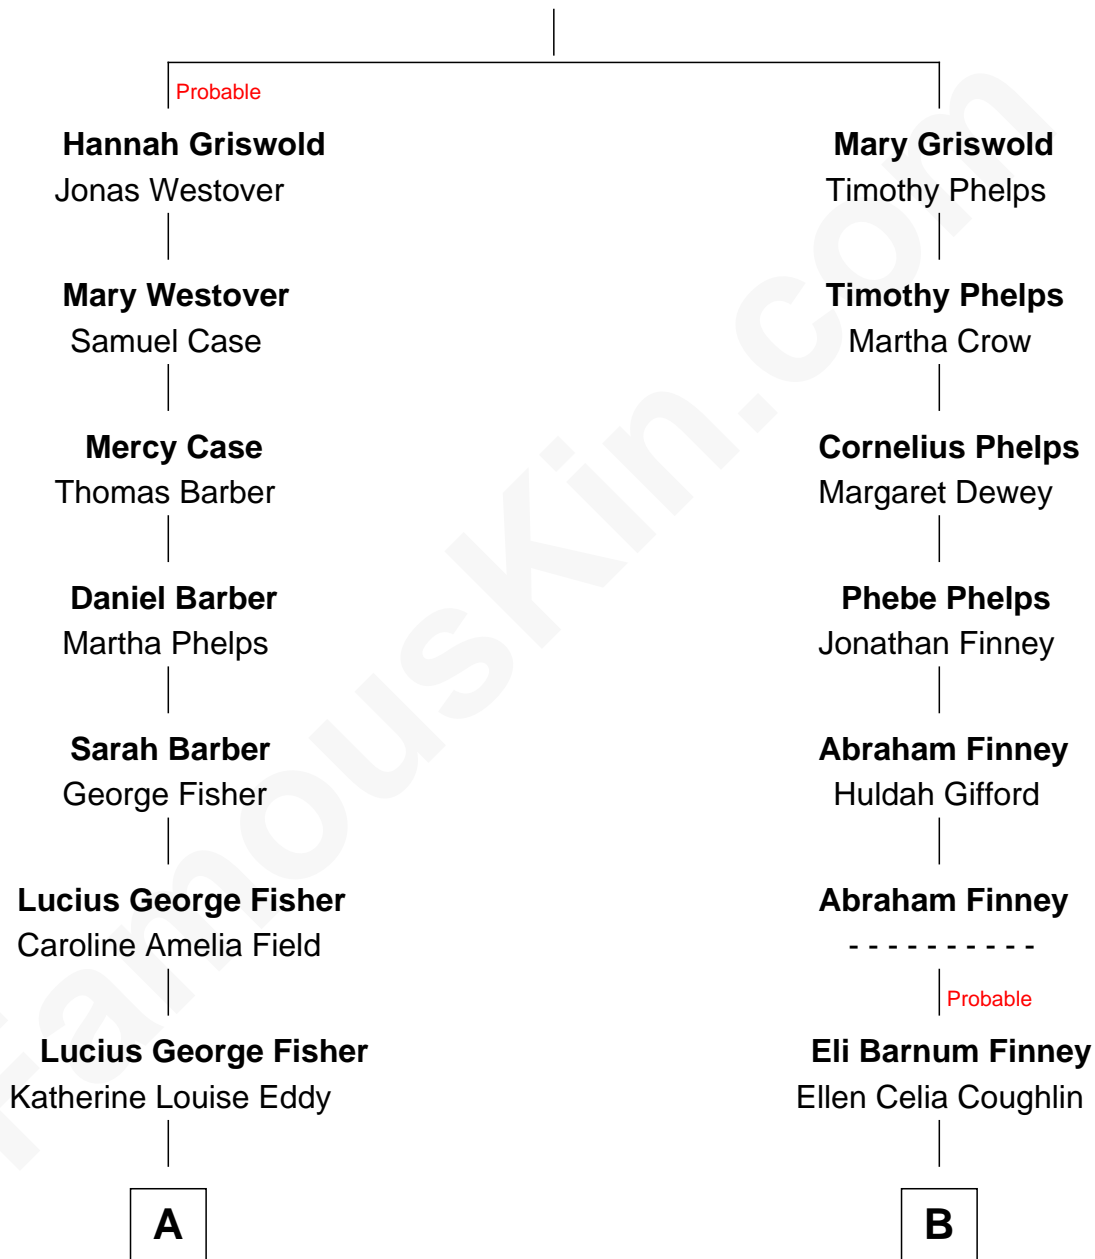 Probable
Hannah Griswold
Jonas Westover
Mary Griswold
Timothy Phelps
Mary Westover
Samuel Case
Timothy Phelps
Martha Crow
Mercy Case
Thomas Barber
Cornelius Phelps
Margaret Dewey
Daniel Barber
Martha Phelps
Phebe Phelps
Jonathan Finney
Sarah Barber
George Fisher
Abraham Finney
Huldah Gifford
Lucius George Fisher
Caroline Amelia Field
Abraham Finney
- - - - - - - - - -
Probable
Lucius George Fisher
Katherine Louise Eddy
Eli Barnum Finney
Ellen Celia Coughlin
A
B
FamousKin.com